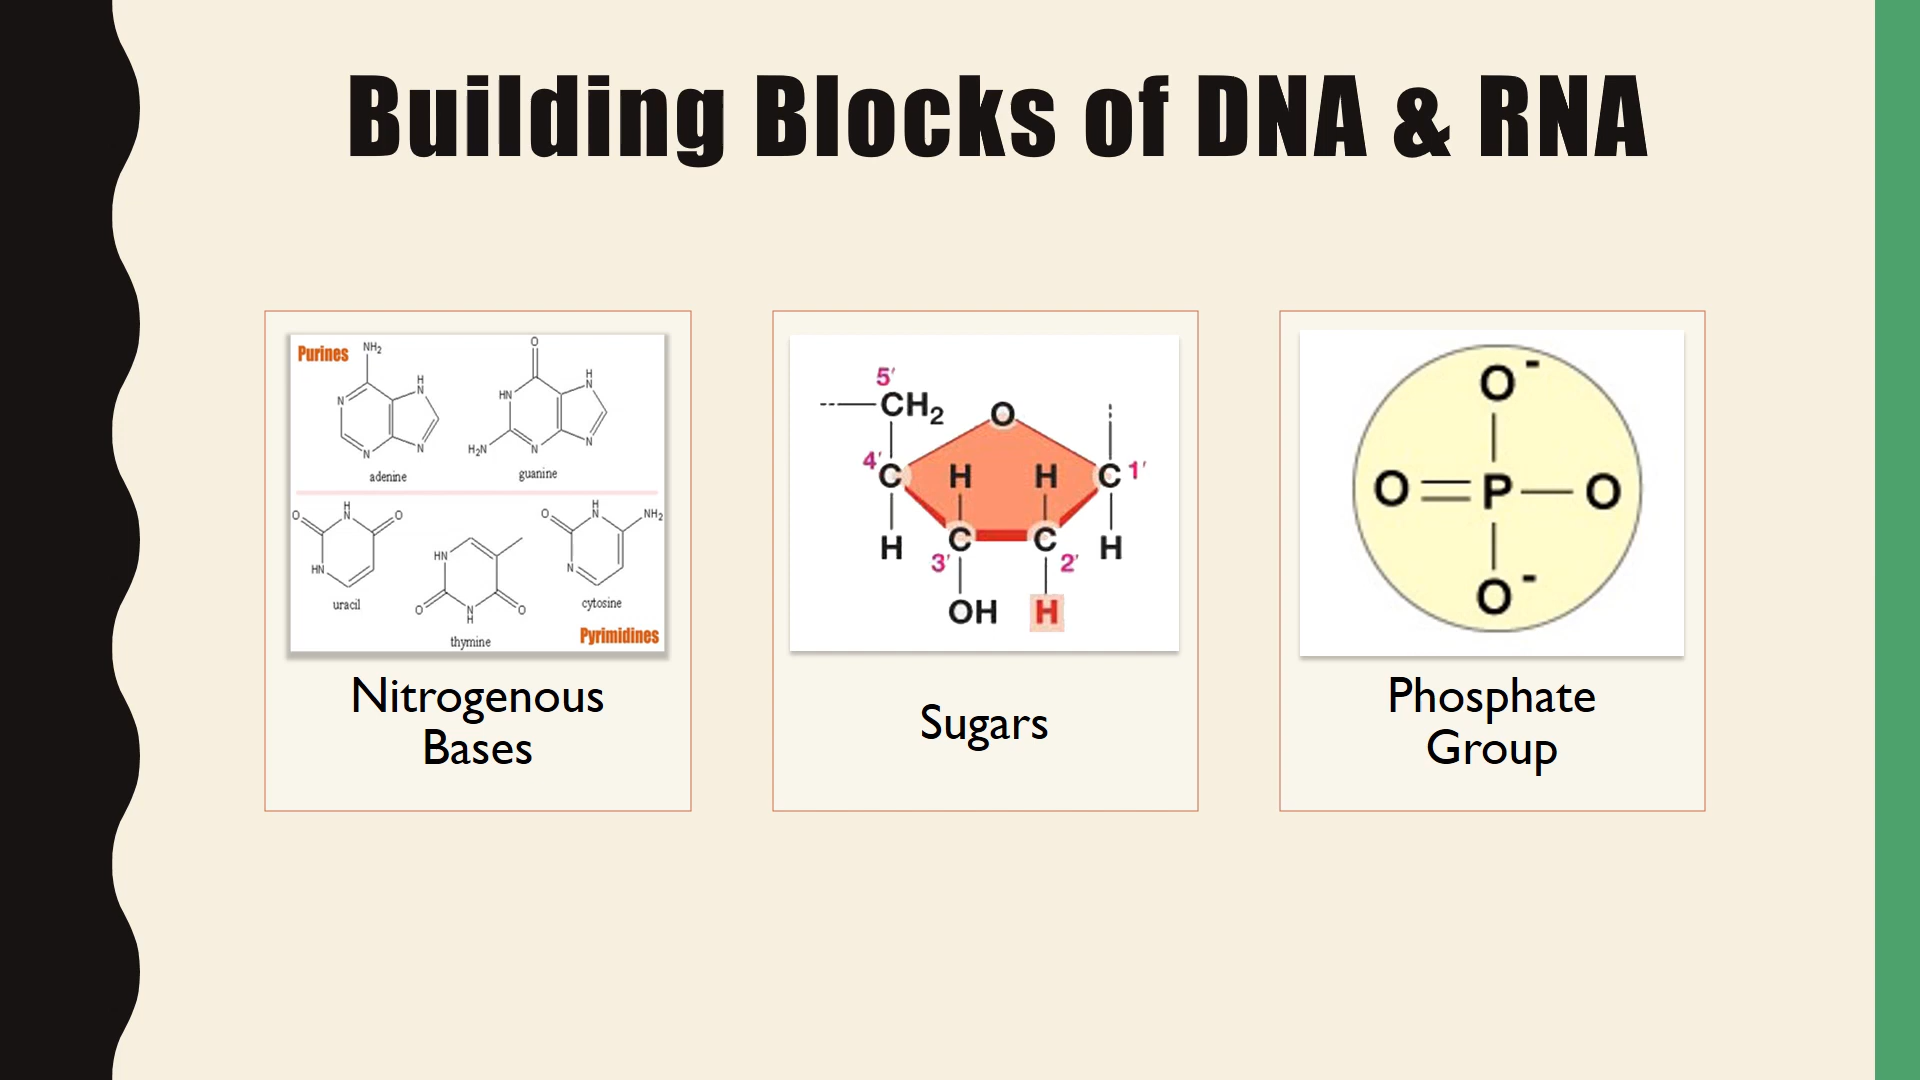 Building Blocks of DNA & RNA
Purines
NH₂
N
H
N
N
N
adenine
O
HN
H
N
H₂N
N
N
guanine
O
H
N
O
HN
uracil
HN
O
N
H
O
thymine
O
H
N
NH₂
N
cytosine
Pyrimidines
Nitrogenous
Bases
5′
CH₂
O
4′
C
H
H
C
1′
H
3′
C
C
2′
H
OH
H
Sugars
O⁻
O
P
O
O⁻
Phosphate
Group